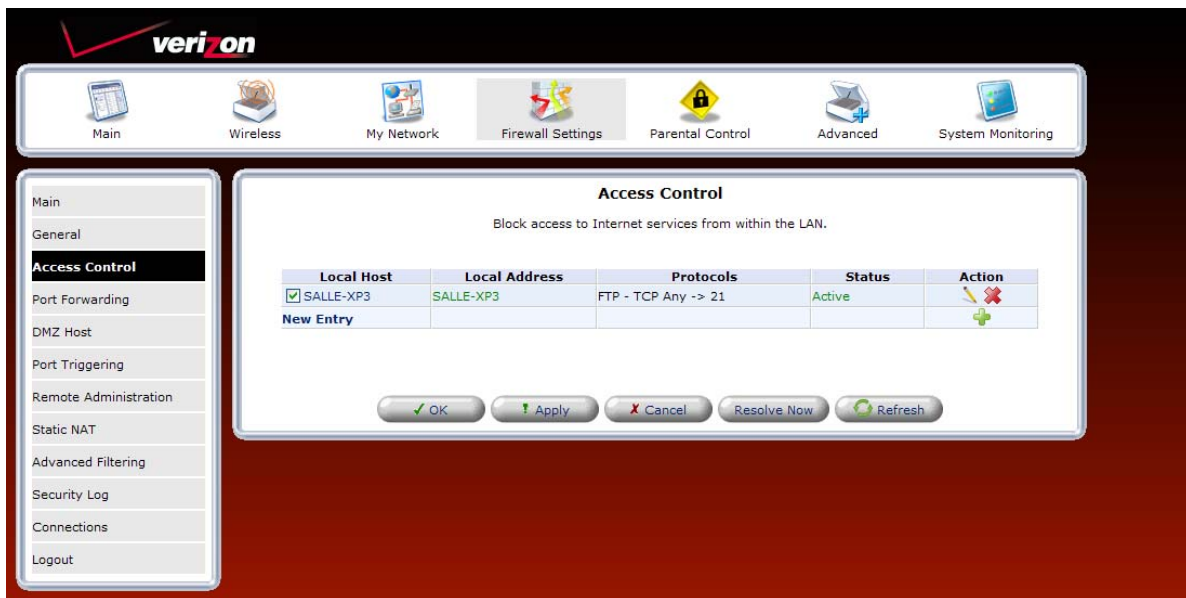 verizon
Main Wireless My Network Firewall Settings Parental Control Advanced System Monitoring
Main
General
Access Control
Port Forwarding
DMZ Host
Port Triggering
Remote Administration
Static NAT
Advanced Filtering
Security Log
Connections
Logout
Access Control
Block access to Internet services from within the LAN.
Local Host Local Address Protocols Status Action
SALLE-XP3 SALLE-XP3 FTP - TCP Any -> 21 Active
New Entry
OK Apply Cancel Resolve Now Refresh